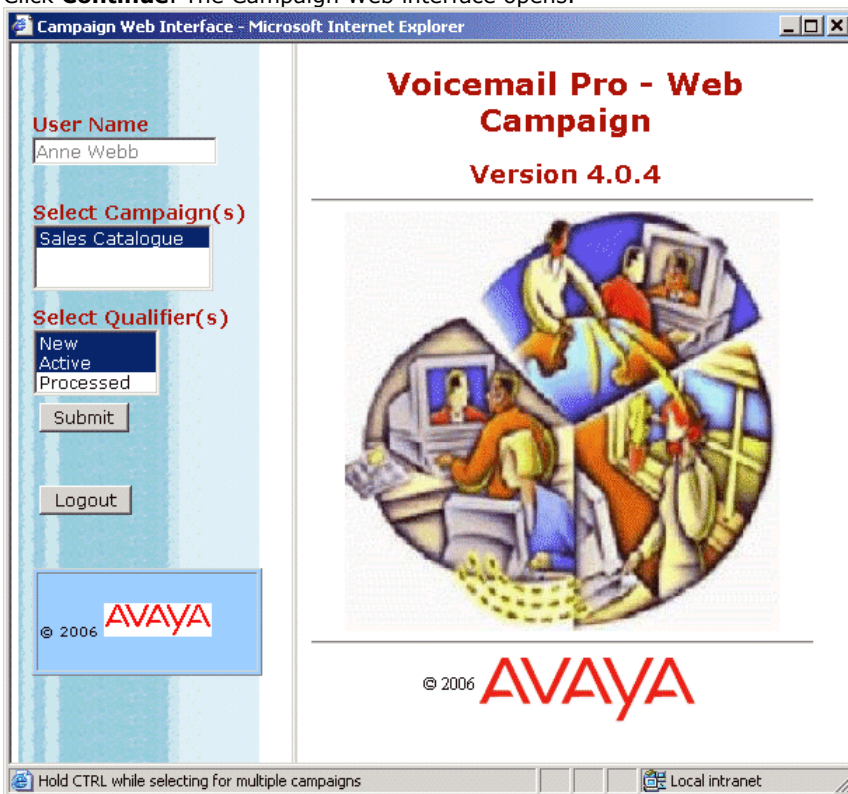 Click Continue. The Campaign Web interface opens.
Campaign Web Interface - Microsoft Internet Explorer
User Name
Anne Webb
Select Campaign(s)
Sales Catalogue
Select Qualifier(s)
New
Active
Processed
Submit
Logout
© 2006 AVAYA
Voicemail Pro - Web
Campaign
Version 4.0.4
© 2006 AVAYA
Hold CTRL while selecting for multiple campaigns
Local intranet